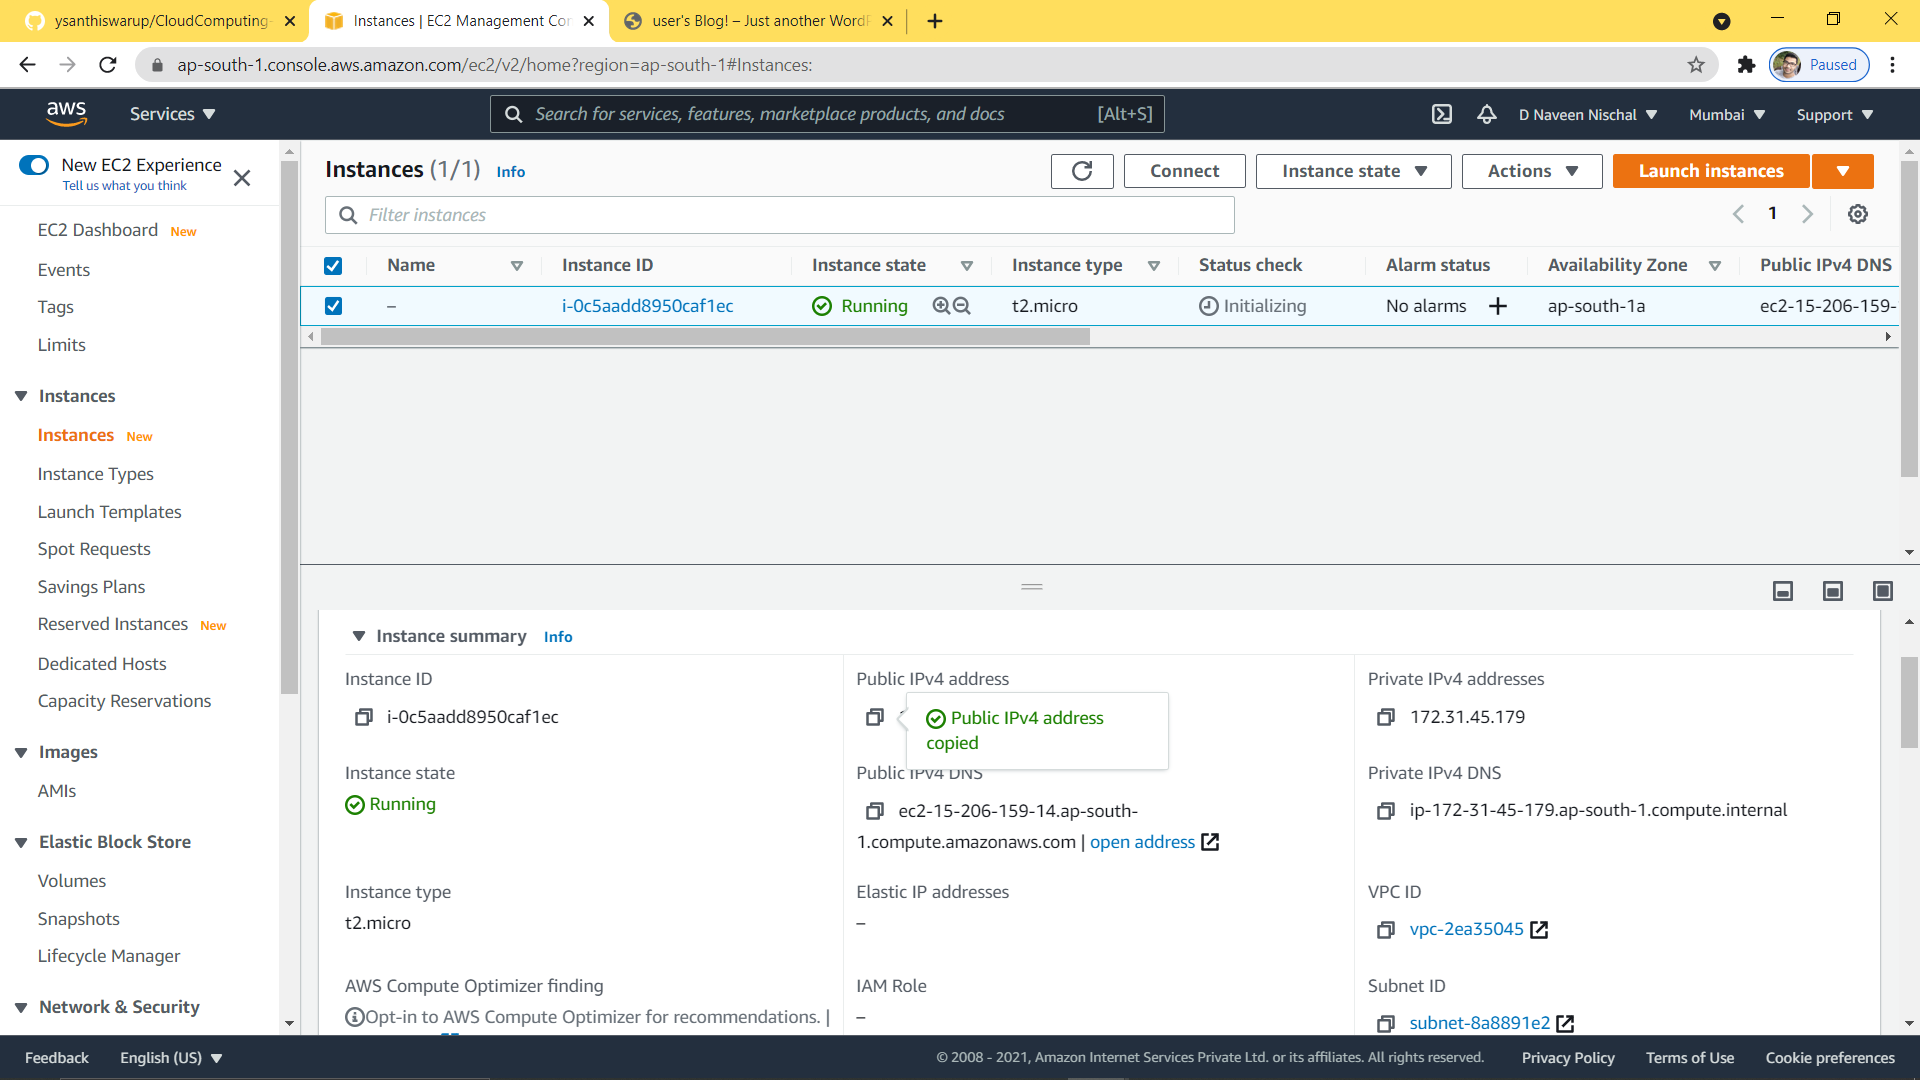 ysanthiswarup/CloudComputing-
Instances | EC2 Management Con
user's Blog! – Just another WordP
ap-south-1.console.aws.amazon.com/ec2/v2/home?region=ap-south-1#Instances:
Paused
aws
Services
Search for services, features, marketplace products, and docs
[Alt+S]
D Naveen Nischal
Mumbai
Support
New EC2 Experience
Tell us what you think
EC2 Dashboard New
Events
Tags
Limits
Instances
Instances New
Instance Types
Launch Templates
Spot Requests
Savings Plans
Reserved Instances New
Dedicated Hosts
Capacity Reservations
Images
AMIs
Elastic Block Store
Volumes
Snapshots
Lifecycle Manager
Network & Security
Instances (1/1) Info
Connect
Instance state
Actions
Launch instances
Filter instances
1
Name Instance ID Instance state Instance type Status check Alarm status Availability Zone Public IPv4 DNS
– i-0c5aadd8950caf1ec Running t2.micro Initializing No alarms + ap-south-1a ec2-15-206-159-
Instance summary Info
Instance ID
i-0c5aadd8950caf1ec
Public IPv4 address
Public IPv4 address
copied
Private IPv4 addresses
172.31.45.179
Instance state
Running
Public IPv4 DNS
ec2-15-206-159-14.ap-south-
1.compute.amazonaws.com | open address
Private IPv4 DNS
ip-172-31-45-179.ap-south-1.compute.internal
Instance type
t2.micro
Elastic IP addresses
–
VPC ID
vpc-2ea35045
AWS Compute Optimizer finding
Opt-in to AWS Compute Optimizer for recommendations. |
IAM Role
–
Subnet ID
subnet-8a8891e2
Feedback
English (US)
© 2008 - 2021, Amazon Internet Services Private Ltd. or its affiliates. All rights reserved.
Privacy Policy
Terms of Use
Cookie preferences